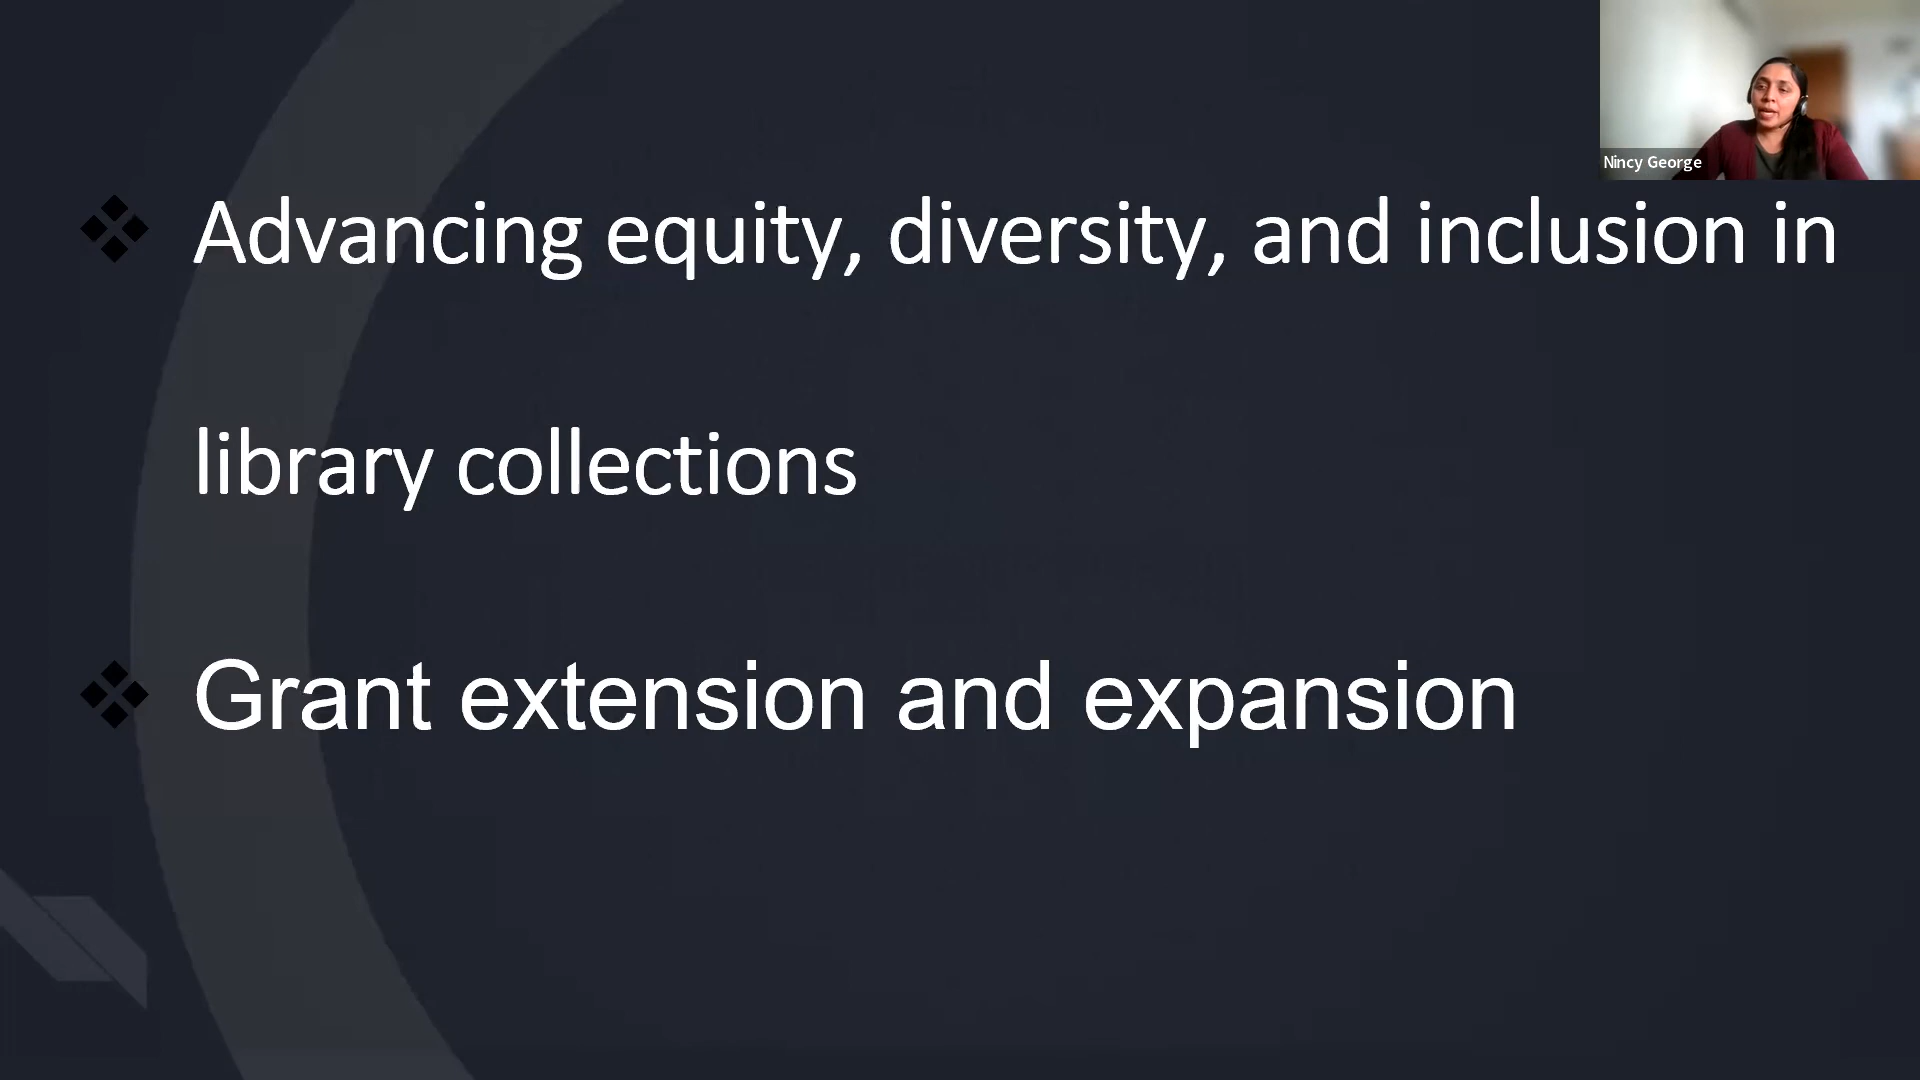 Nincy George
Advancing equity, diversity, and inclusion in
library collections
Grant extension and expansion